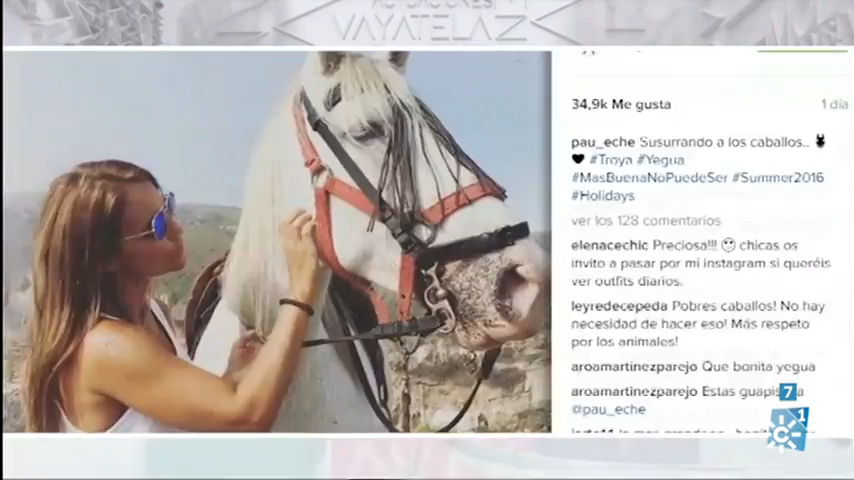 VAYATELAZ
34,9k Me gusta
1 día
pau_eche Susurrando a los caballos..
#Troya #Yegua
#MasBuenaNoPuedeSer #Summer2016
#Holidays
ver los 128 comentarios
elenacechic Preciosa!!! chicas os
invito a pasar por mi instagram si queréis
ver outfits diarios.
leyredecepeda Pobres caballos! No hay
necesidad de hacer eso! Más respeto
por los animales!
aroamartinezparejo Que bonita yegua
aroamartinezparejo Estas
@pau_eche
7
1